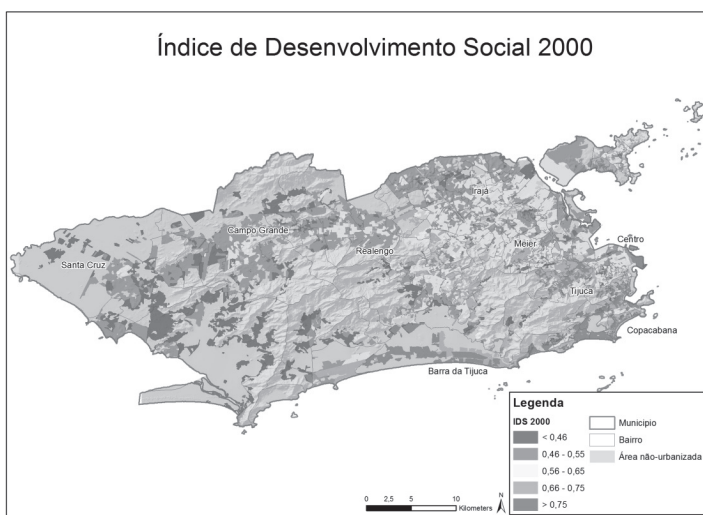 Índice de Desenvolvimento Social 2000
Irajá
Campo Grande
Realengo
Meier
Centro
Santa Cruz
Tijuca
Copacabana
Barra da Tijuca
Legenda
IDS 2000
< 0,46
0,46 - 0,55
0,56 - 0,65
0,66 - 0,75
> 0,75
Municipio
Bairro
Área não-urbanizada
0 2,5 5 10
Kilometers
N